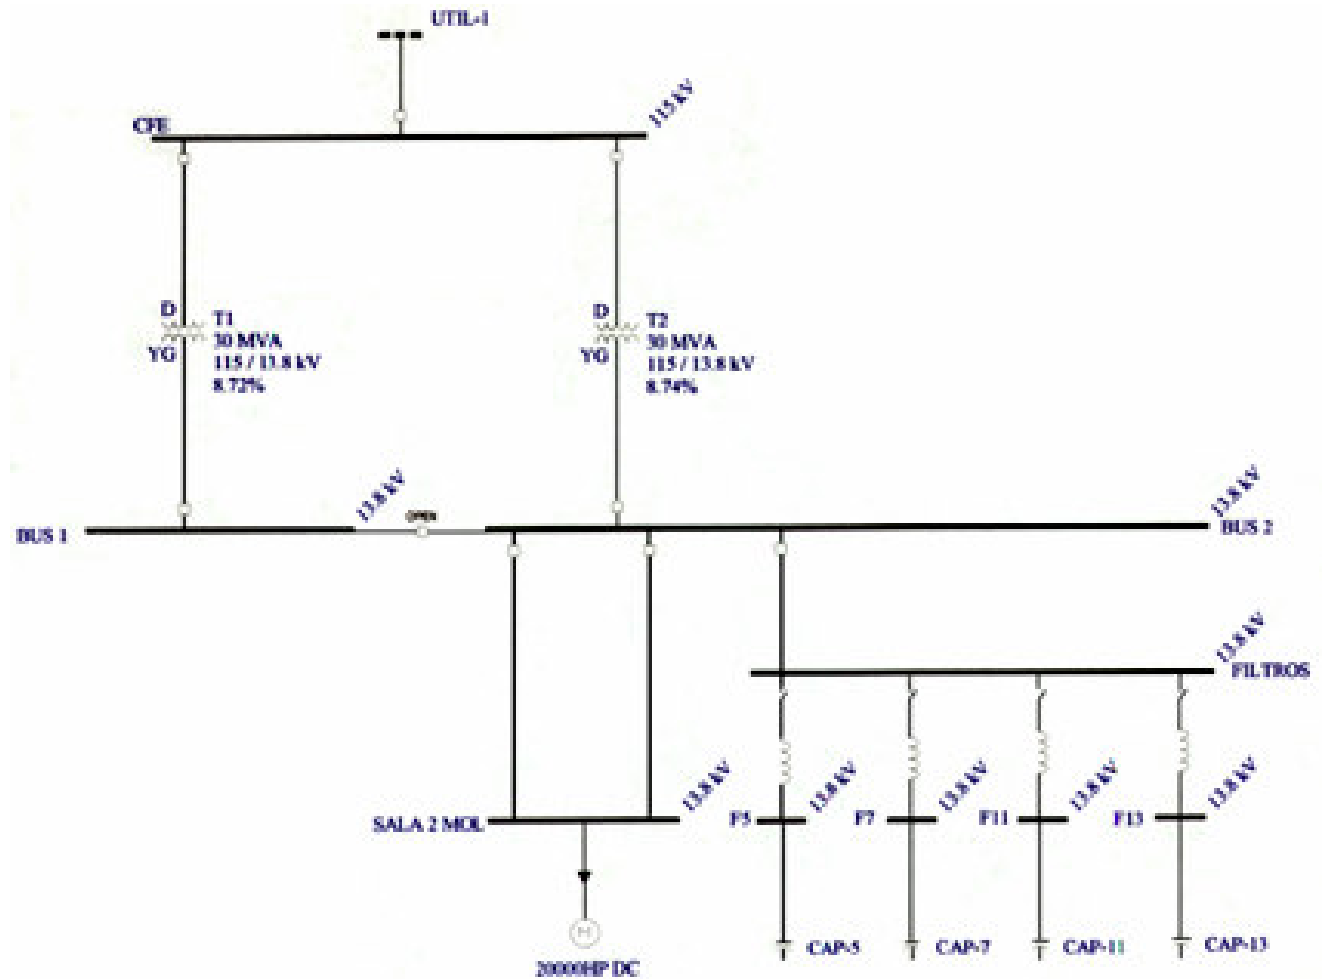 UTIL-1
CFE
115 kV
D
YG
T1
30 MVA
115 / 13.8 kV
8.72%
D
YG
T2
30 MVA
115 / 13.8 kV
8.74%
BUS 1
13.8 kV
OPEN
13.8 kV
BUS 2
13.8 kV
FILTROS
SALA 2 MOL
13.8 kV
F5
13.8 kV
F7
13.8 kV
F11
13.8 kV
F13
13.8 kV
H
20000HP DC
CAP-5
CAP-7
CAP-11
CAP-13